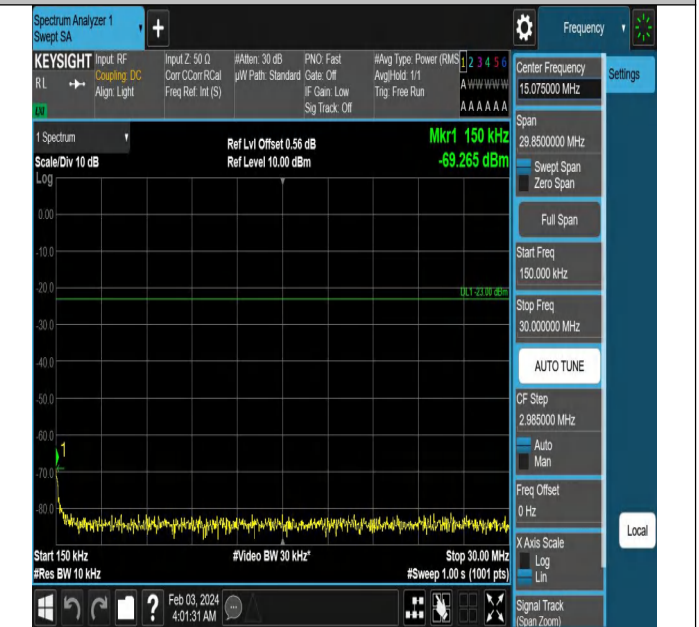 Spectrum Analyzer 1
Swept SA
+
Frequency
KEYSIGHT
RL
LXI
Input: RF
Coupling: DC
Align: Light
Input Z: 50 Ω
Corr CCorr RCal
Freq Ref: Int (S)
#Atten: 30 dB
µW Path: Standard
PNO: Fast
Gate: Off
IF Gain: Low
Sig Track: Off
#Avg Type: Power (RMS
Avg|Hold: 1/1
Trig: Free Run
1 2 3 4 5 6
A W W W W W
A A A A A A
1 Spectrum
Scale/Div 10 dB
Log
Ref Lvl Offset 0.56 dB
Ref Level 10.00 dBm
Mkr1 150 kHz
-69.265 dBm
0.00
-10.0
-20.0
DL1 -23.00 dBm
-30.0
-40.0
-50.0
-60.0
1
-70.0
-80.0
Start 150 kHz
#Video BW 30 kHz*
Stop 30.00 MHz
#Res BW 10 kHz
#Sweep 1.00 s (1001 pts)
?
Feb 03, 2024
4:01:31 AM
Center Frequency
15.075000 MHz
Settings
Span
29.8500000 MHz
Swept Span
Zero Span
Full Span
Start Freq
150.000 kHz
Stop Freq
30.000000 MHz
AUTO TUNE
CF Step
2.985000 MHz
Auto
Man
Freq Offset
0 Hz
X Axis Scale
Log
Lin
Local
Signal Track
(Span Zoom)